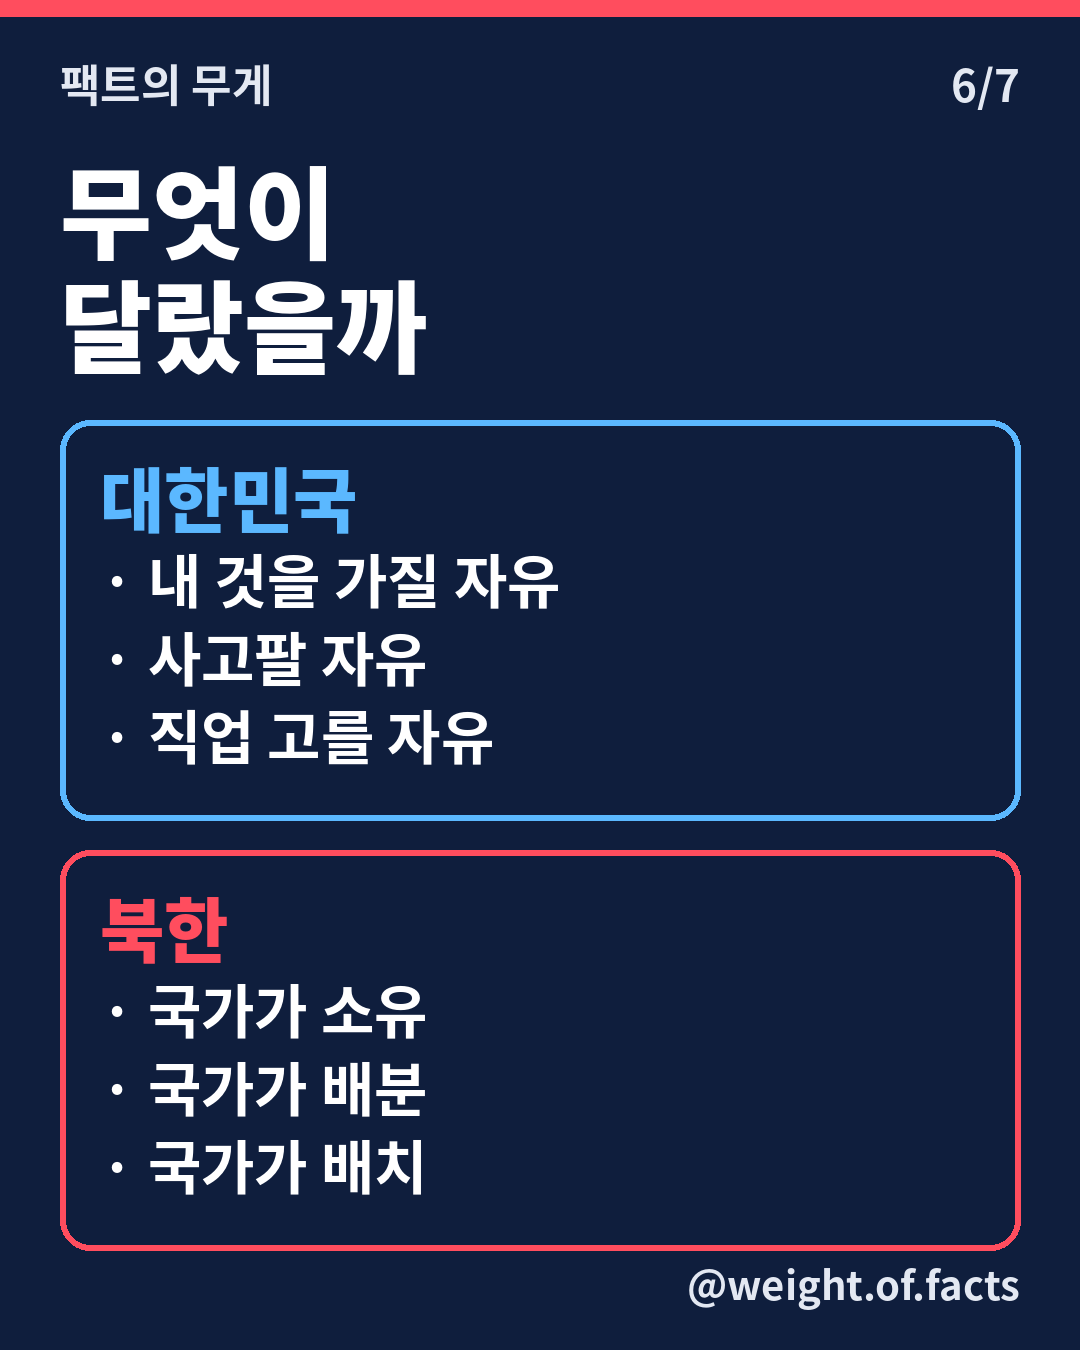 팩트의 무게
6/7
무엇이
달랐을까
대한민국
· 내 것을 가질 자유
· 사고팔 자유
· 직업 고를 자유
북한
· 국가가 소유
· 국가가 배분
· 국가가 배치
@weight.of.facts